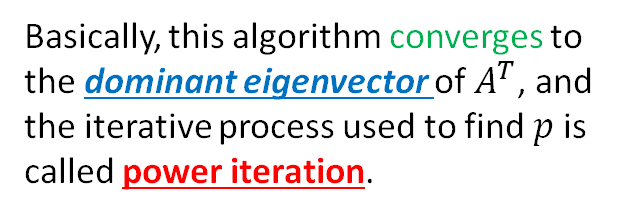 Basically, this algorithm converges to
the dominant eigenvector of Aᵀ, and
the iterative process used to find p is
called power iteration.